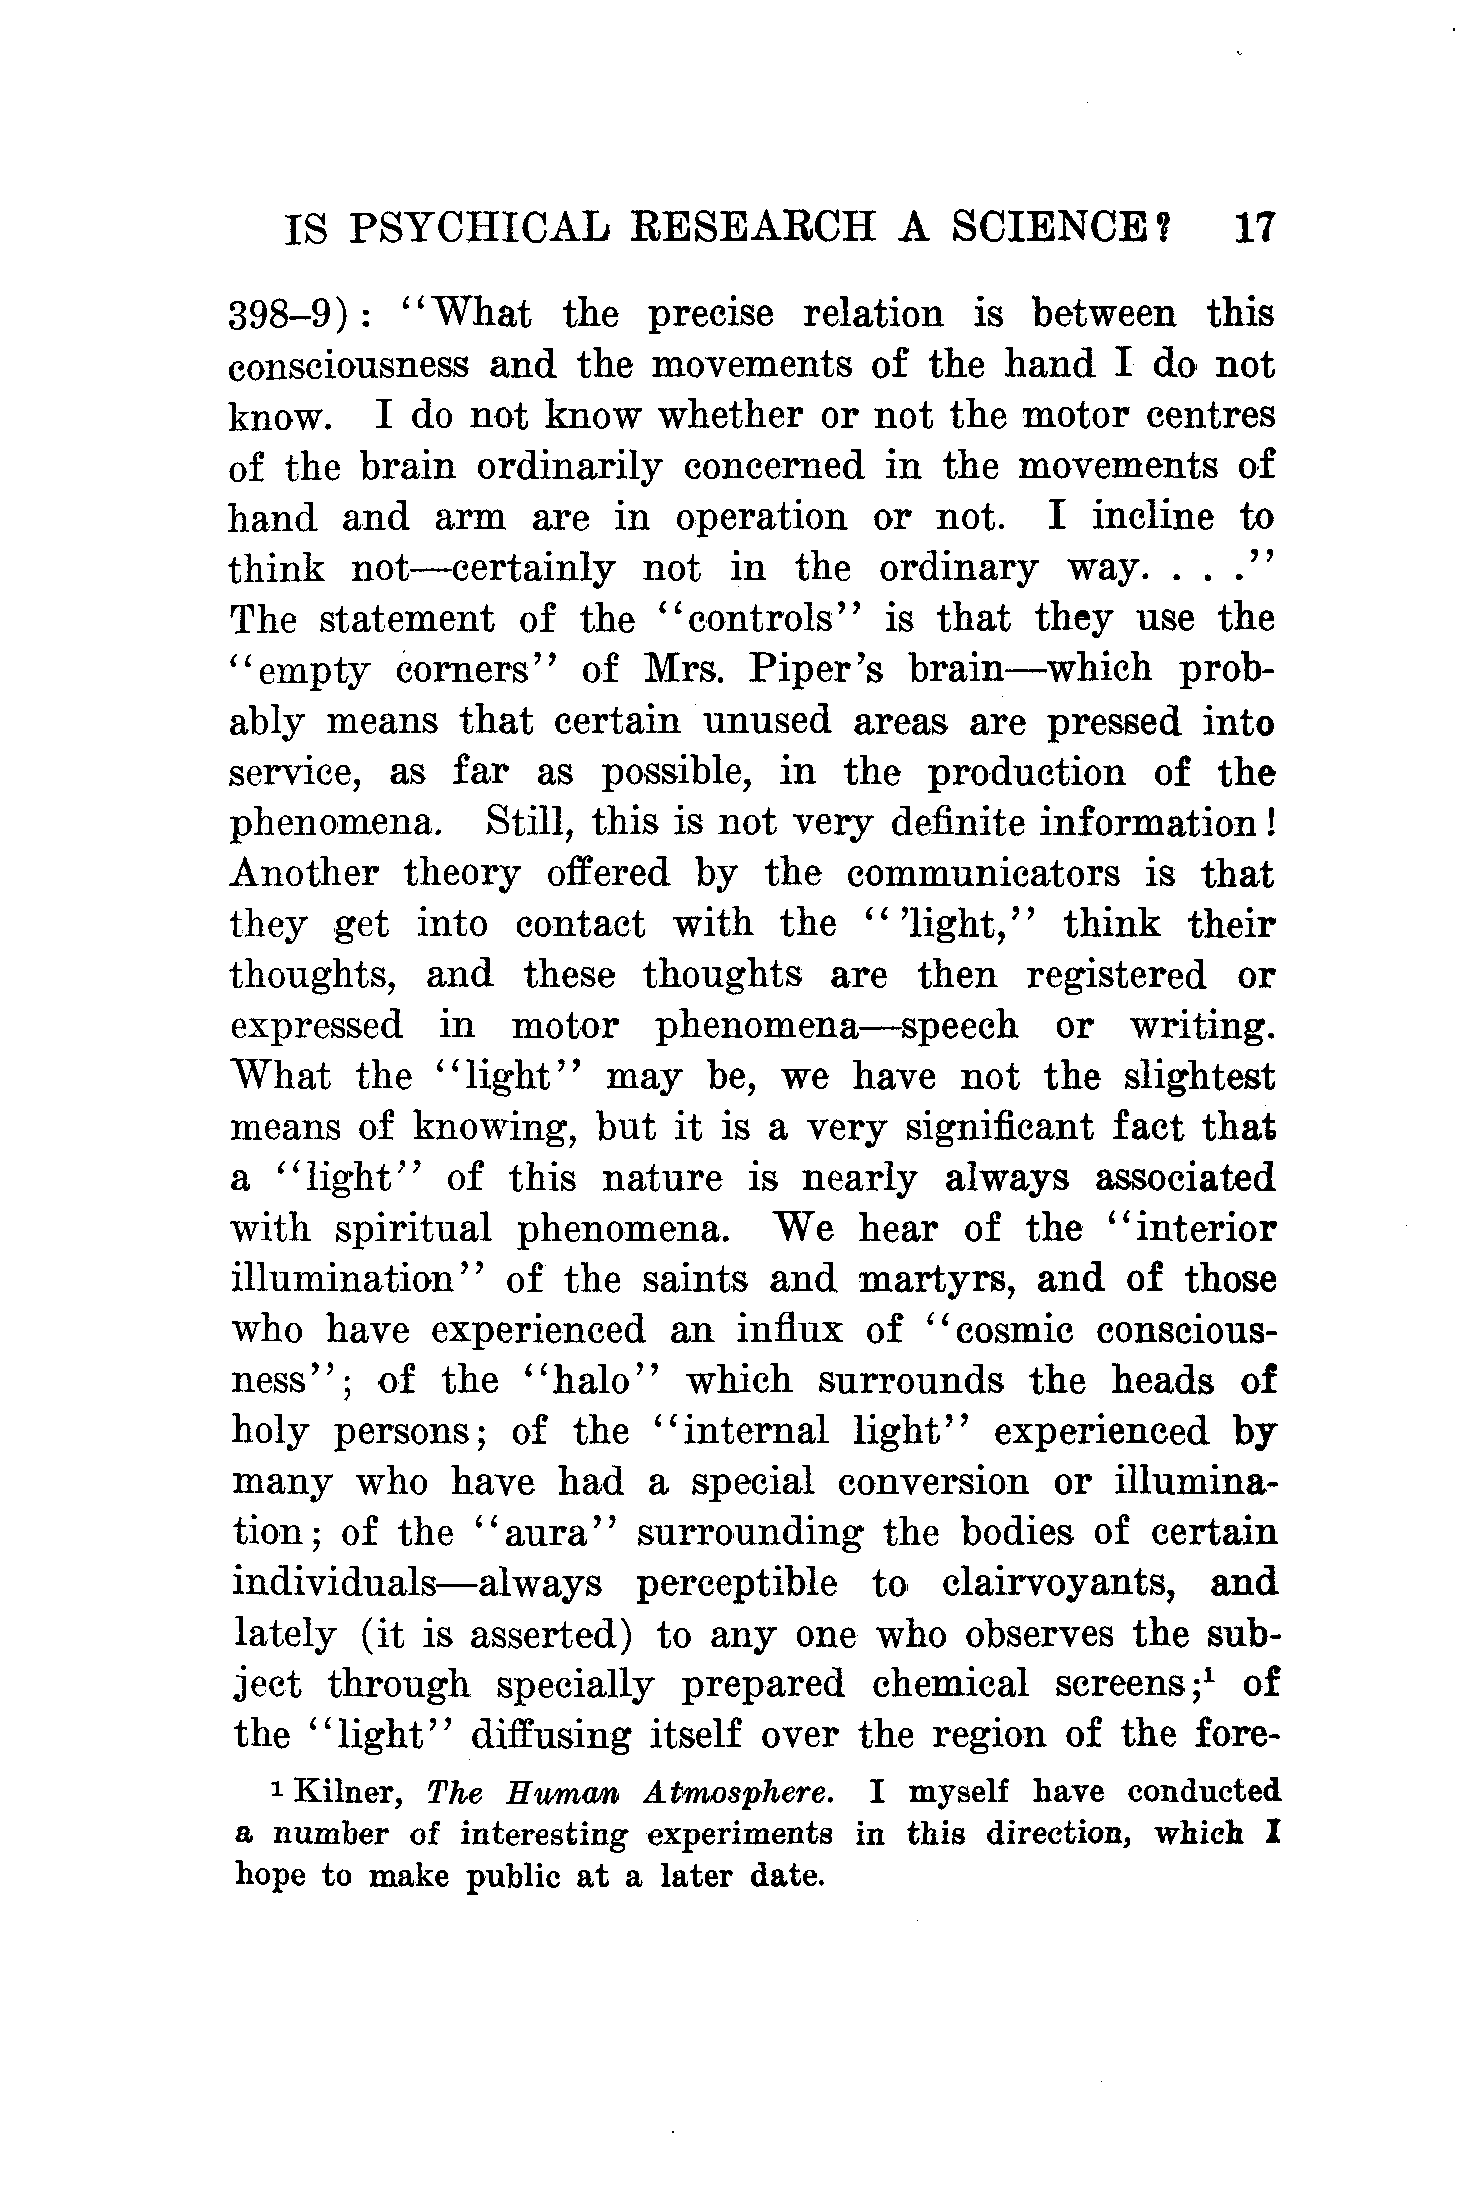 IS PSYCHICAL RESEARCH A SCIENCE? 17
398–9): "What the precise relation is between this
consciousness and the movements of the hand I do not
know. I do not know whether or not the motor centres
of the brain ordinarily concerned in the movements of
hand and arm are in operation or not. I incline to
think not—certainly not in the ordinary way. . . ."
The statement of the "controls" is that they use the
"empty corners" of Mrs. Piper's brain—which prob-
ably means that certain unused areas are pressed into
service, as far as possible, in the production of the
phenomena. Still, this is not very definite information!
Another theory offered by the communicators is that
they get into contact with the "'light," think their
thoughts, and these thoughts are then registered or
expressed in motor phenomena—speech or writing.
What the "light" may be, we have not the slightest
means of knowing, but it is a very significant fact that
a "light" of this nature is nearly always associated
with spiritual phenomena. We hear of the "interior
illumination" of the saints and martyrs, and of those
who have experienced an influx of "cosmic conscious-
ness"; of the "halo" which surrounds the heads of
holy persons; of the "internal light" experienced by
many who have had a special conversion or illumina-
tion; of the "aura" surrounding the bodies of certain
individuals—always perceptible to clairvoyants, and
lately (it is asserted) to any one who observes the sub-
ject through specially prepared chemical screens;¹ of
the "light" diffusing itself over the region of the fore-
¹ Kilner, The Human Atmosphere. I myself have conducted
a number of interesting experiments in this direction, which I
hope to make public at a later date.